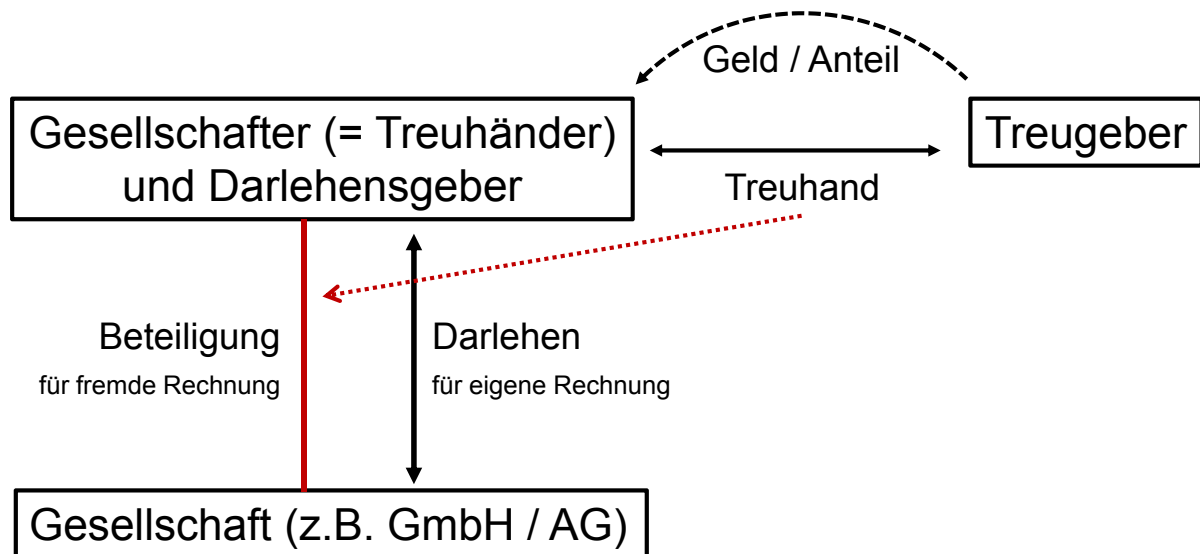 Geld / Anteil
Gesellschafter (= Treuhänder)
und Darlehensgeber
Treugeber
Treuhand
Beteiligung
für fremde Rechnung
Darlehen
für eigene Rechnung
Gesellschaft (z.B. GmbH / AG)